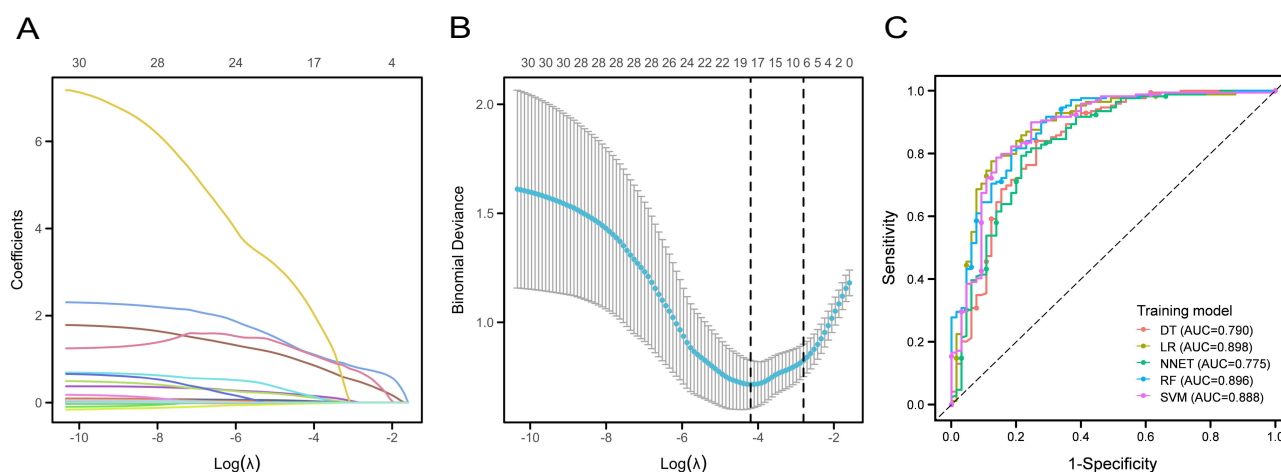 A
30 28 24 17 4
Coefficients
6
4
2
0
-10 -8 -6 -4 -2
Log(λ)
B
30 30 30 28 28 28 28 28 26 24 22 22 19 17 15 10 6 5 4 2 0
Binomial Deviance
2.0
1.5
1.0
-10 -8 -6 -4 -2
Log(λ)
C
Sensitivity
1.0
0.8
0.6
0.4
0.2
0.0
Training model
DT (AUC=0.790)
LR (AUC=0.898)
NNET (AUC=0.775)
RF (AUC=0.896)
SVM (AUC=0.888)
0.0 0.2 0.4 0.6 0.8 1.0
1-Specificity